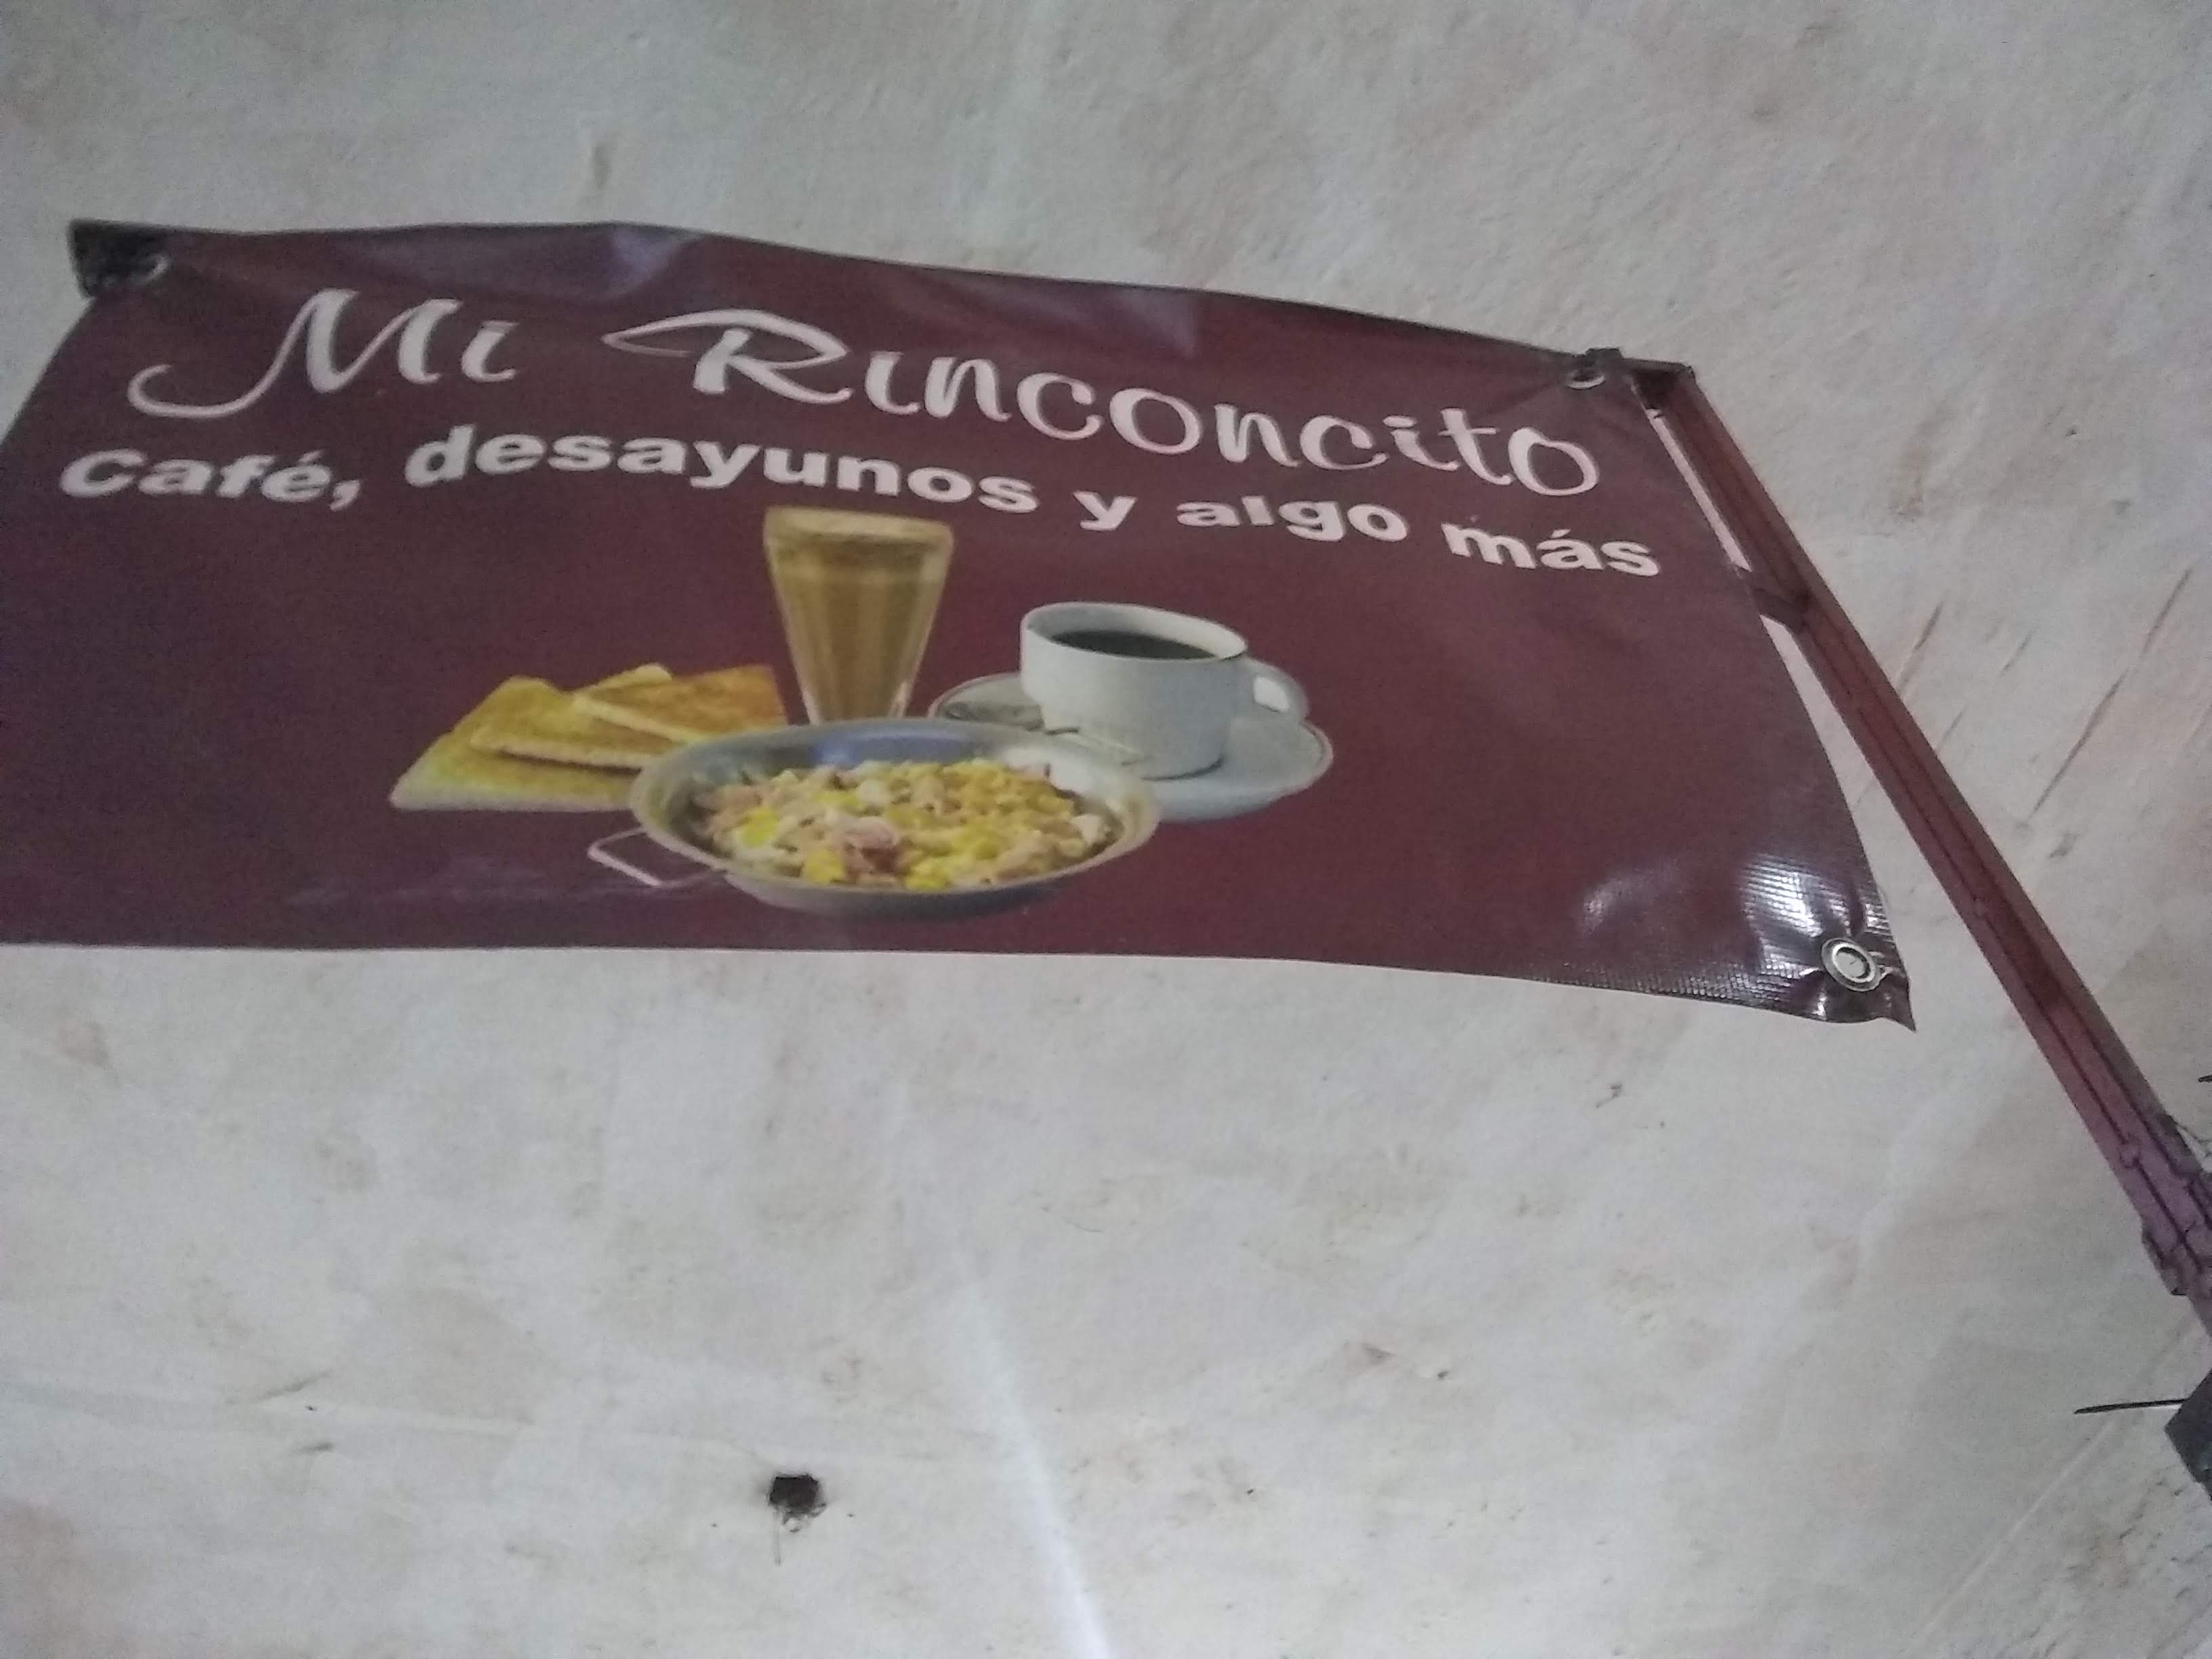 Mi Rinconcito
Café, desayunos y algo más